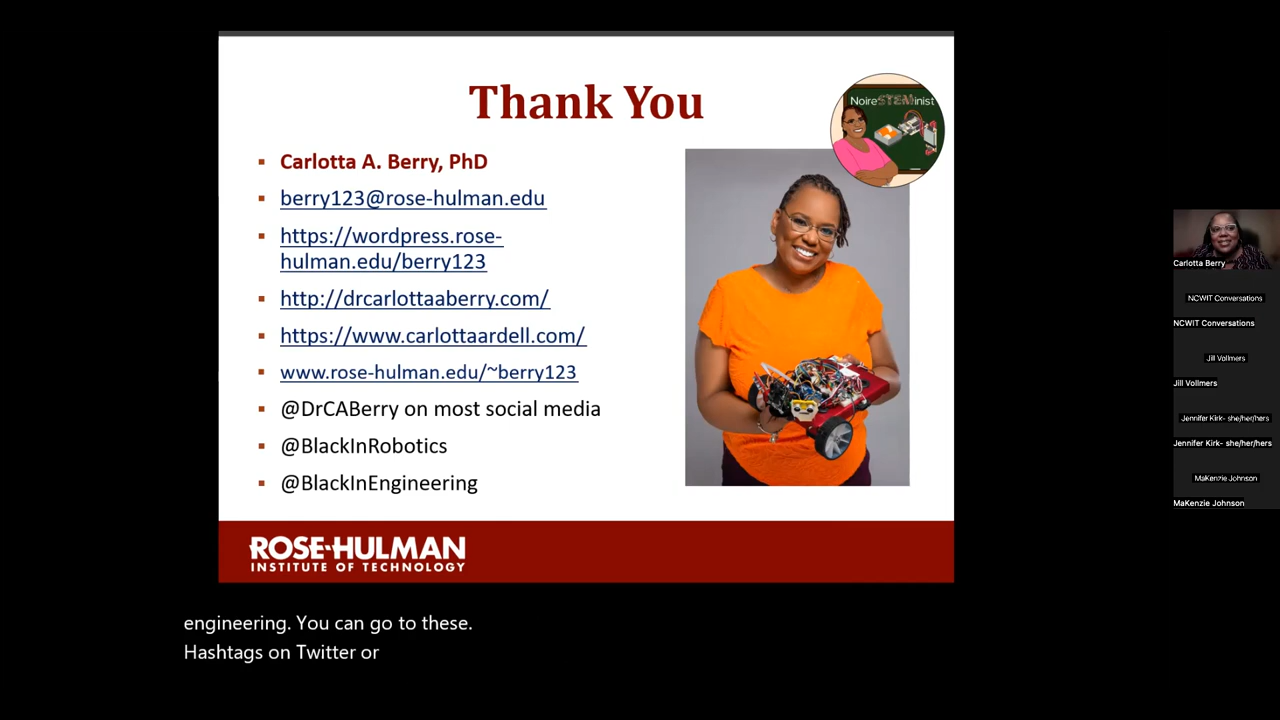 Thank You
NoireSTEMinist
Carlotta A. Berry, PhD
berry123@rose-hulman.edu
https://wordpress.rose-
hulman.edu/berry123
http://drcarlottaaberry.com/
https://www.carlottaardell.com/
www.rose-hulman.edu/~berry123
@DrCABerry on most social media
@BlackInRobotics
@BlackInEngineering
ROSE-HULMAN
INSTITUTE OF TECHNOLOGY
engineering. You can go to these.
Hashtags on Twitter or
Carlotta Berry
NCWIT Conversations
NCWIT Conversations
Jill Vollmers
Jill Vollmers
Jennifer Kirk- she/her/hers
Jennifer Kirk- she/her/hers
MaKenzie Johnson
MaKenzie Johnson